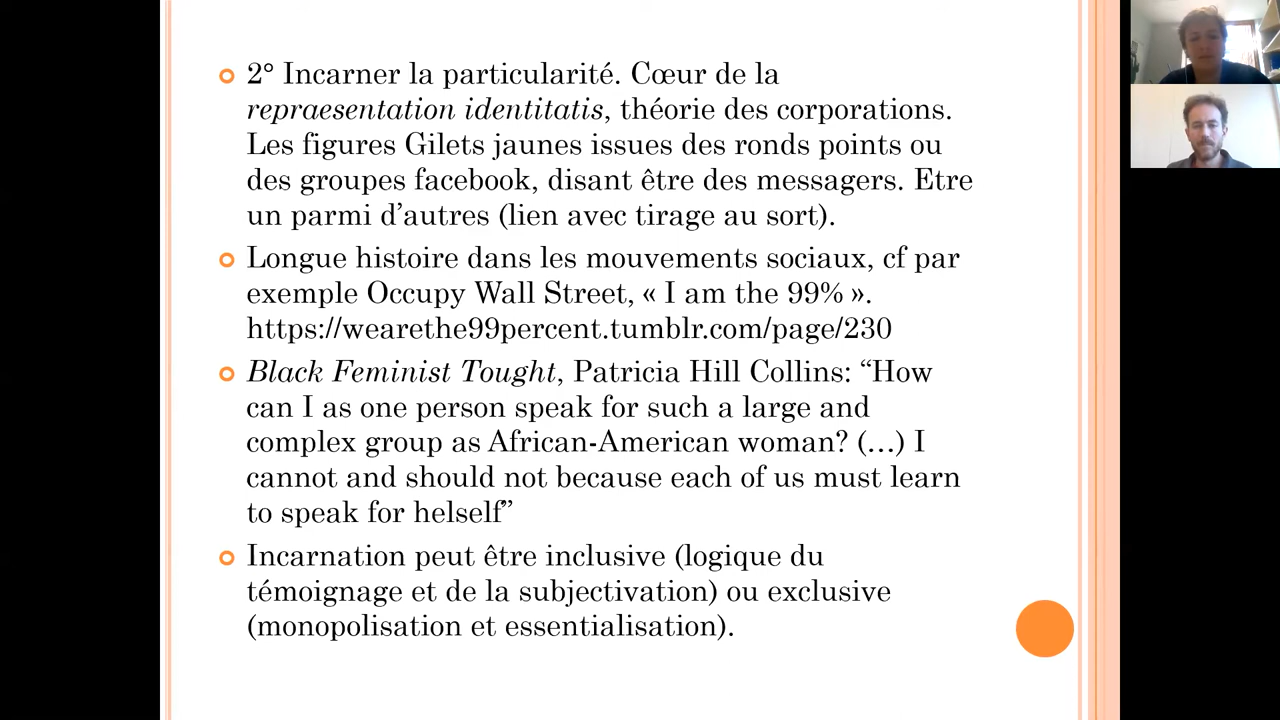 2° Incarner la particularité. Cœur de la
repraesentation identitatis, théorie des corporations.
Les figures Gilets jaunes issues des ronds points ou
des groupes facebook, disant être des messagers. Etre
un parmi d’autres (lien avec tirage au sort).
Longue histoire dans les mouvements sociaux, cf par
exemple Occupy Wall Street, « I am the 99% ».
https://wearethe99percent.tumblr.com/page/230
Black Feminist Tought, Patricia Hill Collins: “How
can I as one person speak for such a large and
complex group as African-American woman? (…) I
cannot and should not because each of us must learn
to speak for helself”
Incarnation peut être inclusive (logique du
témoignage et de la subjectivation) ou exclusive
(monopolisation et essentialisation).